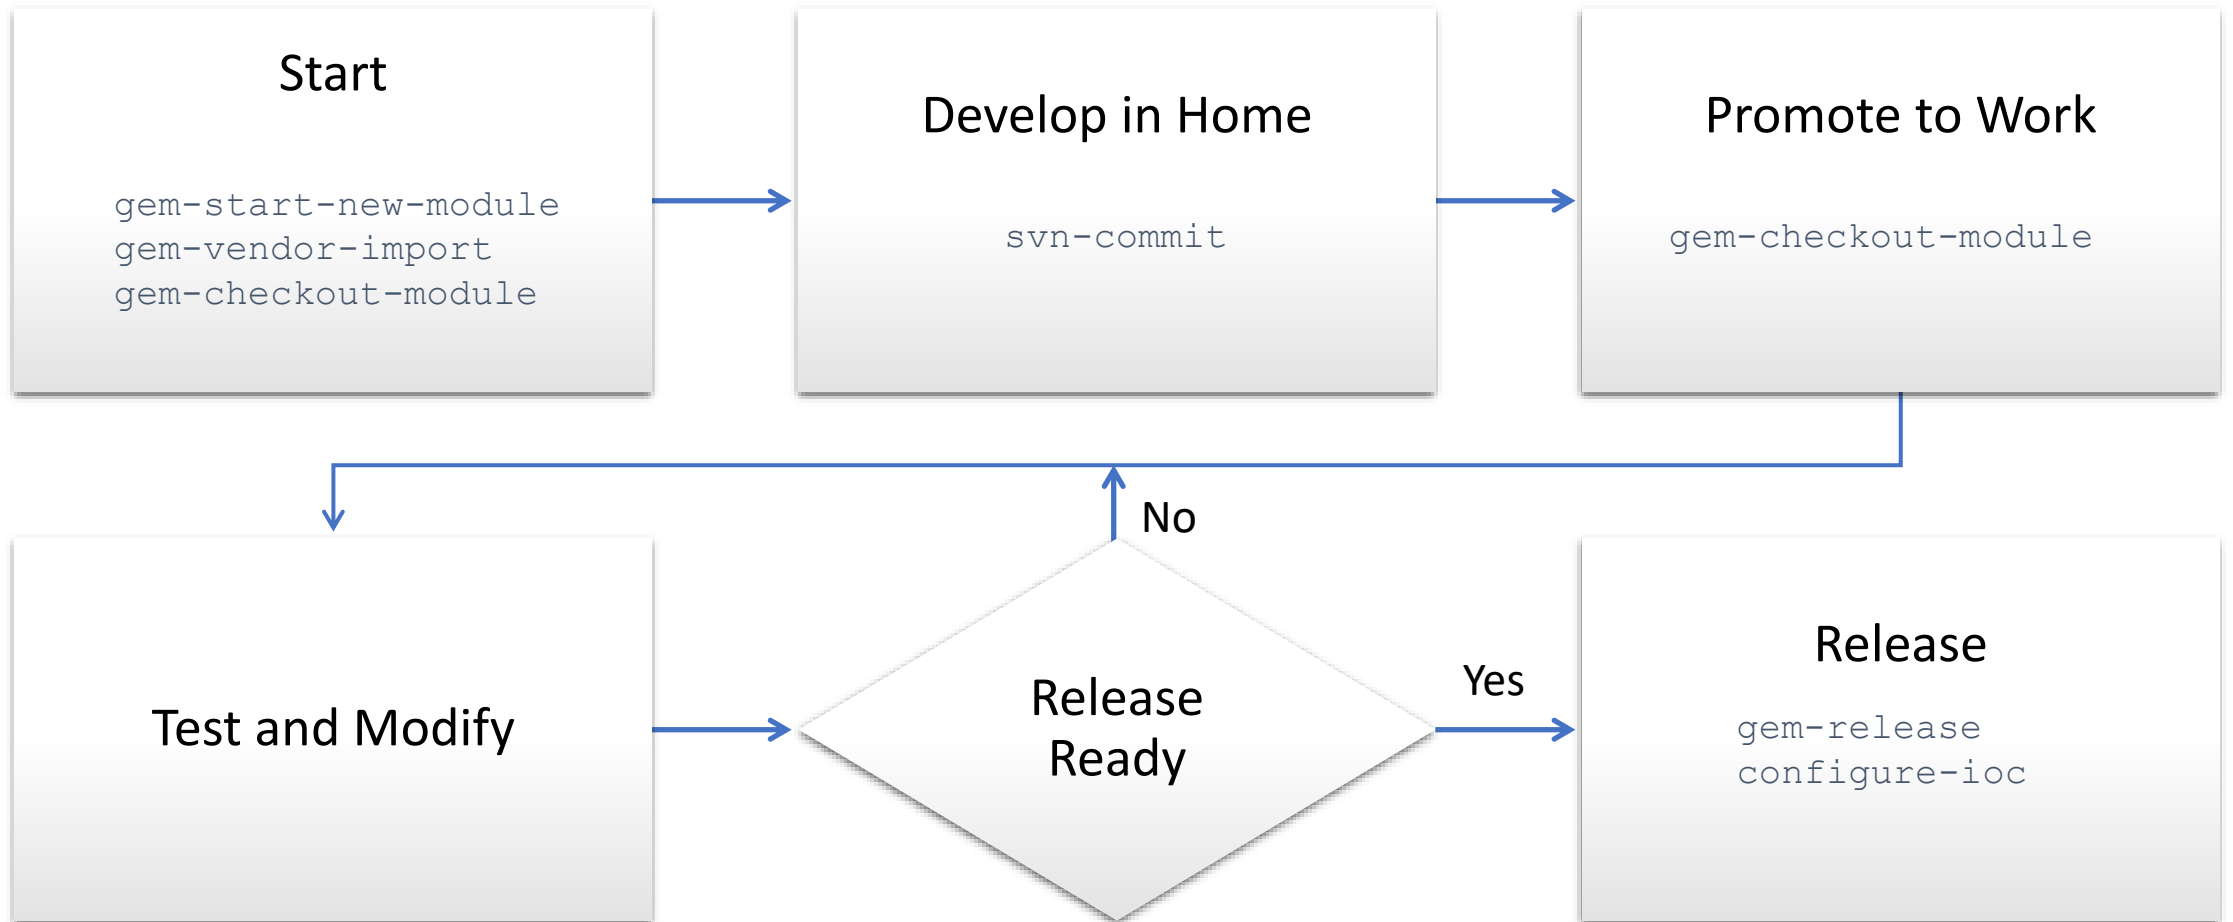 Start
gem-start-new-module
gem-vendor-import
gem-checkout-module
Develop in Home
svn-commit
Promote to Work
gem-checkout-module
Test and Modify
No
Release
Ready
Yes
Release
gem-release
configure-ioc